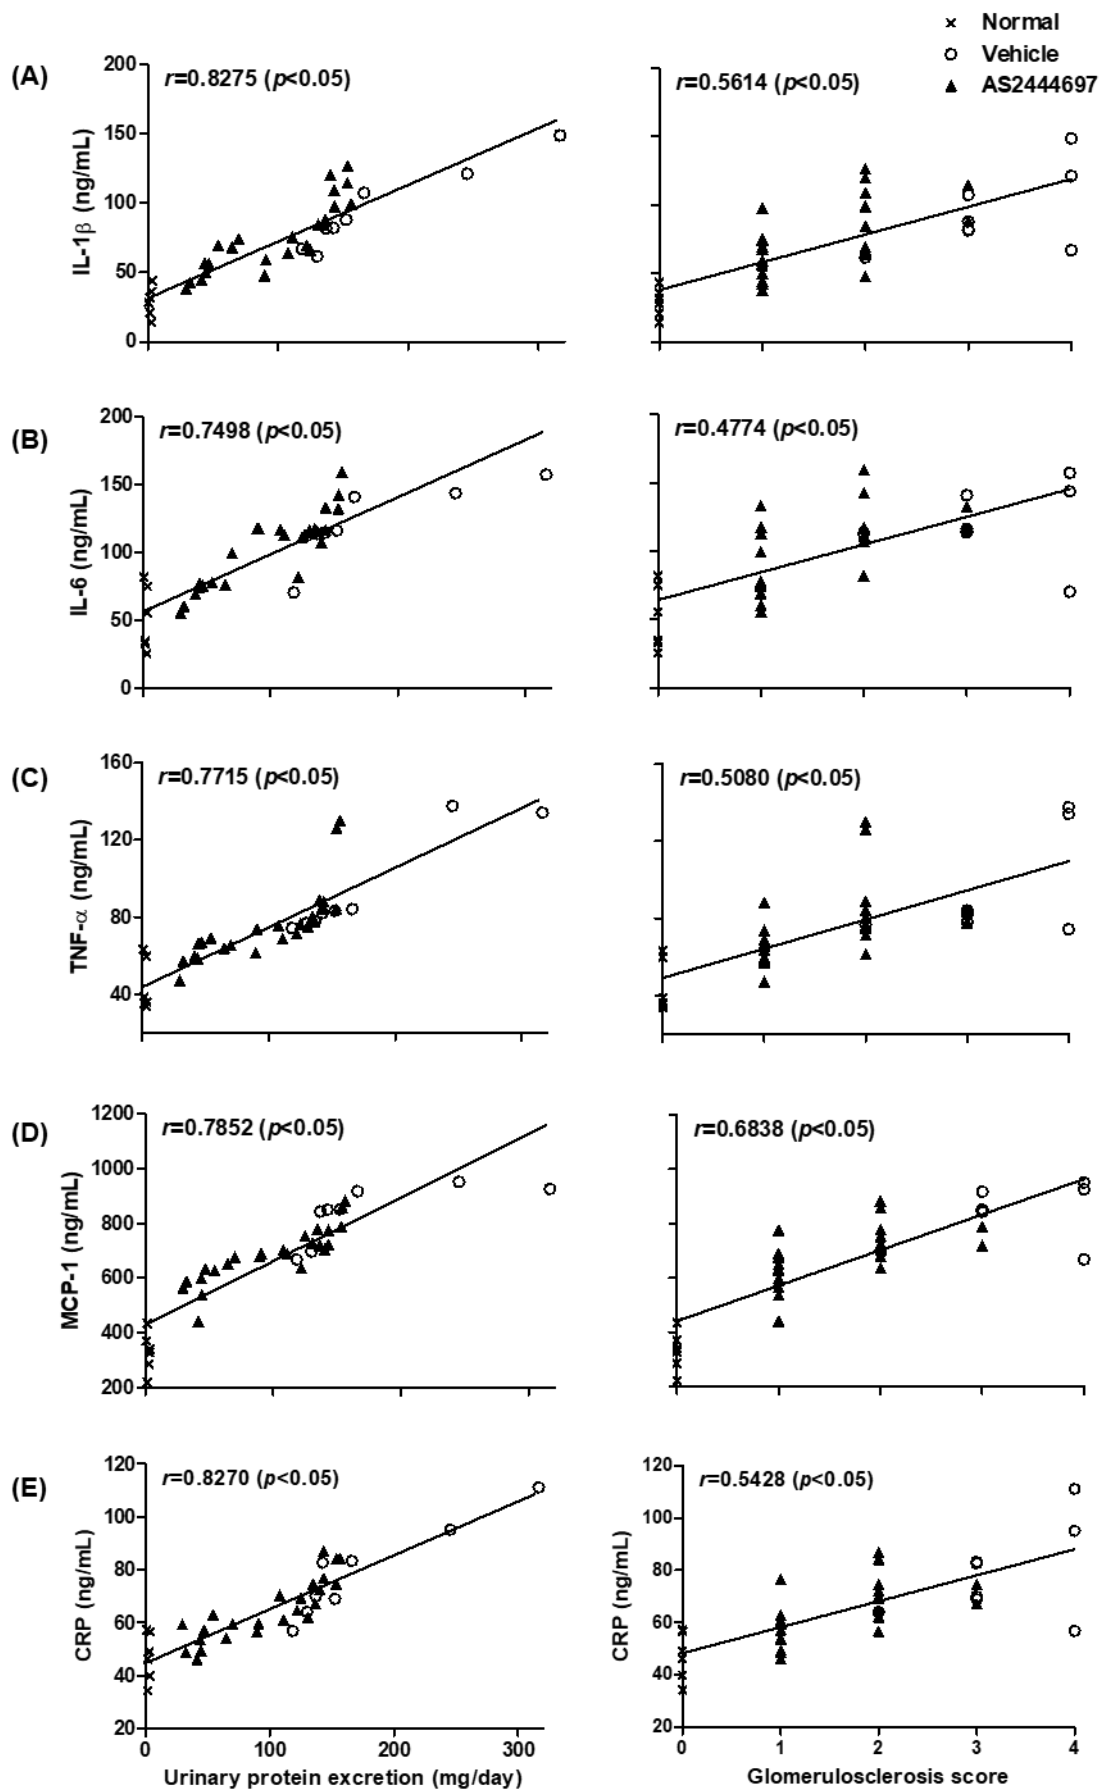 Normal
Vehicle
AS2444697
(A)
r=0.8275 (p<0.05)
r=0.5614 (p<0.05)
IL-1β (ng/mL)
200
150
100
50
0
(B)
r=0.7498 (p<0.05)
r=0.4774 (p<0.05)
IL-6 (ng/mL)
200
150
100
50
0
(C)
r=0.7715 (p<0.05)
r=0.5080 (p<0.05)
TNF-α (ng/mL)
160
120
80
40
(D)
r=0.7852 (p<0.05)
r=0.6838 (p<0.05)
MCP-1 (ng/mL)
1200
1000
800
600
400
200
(E)
r=0.8270 (p<0.05)
r=0.5428 (p<0.05)
CRP (ng/mL)
120
100
80
60
40
20
0 100 200 300
Urinary protein excretion (mg/day)
CRP (ng/mL)
120
100
80
60
40
20
0 1 2 3 4
Glomerulosclerosis score